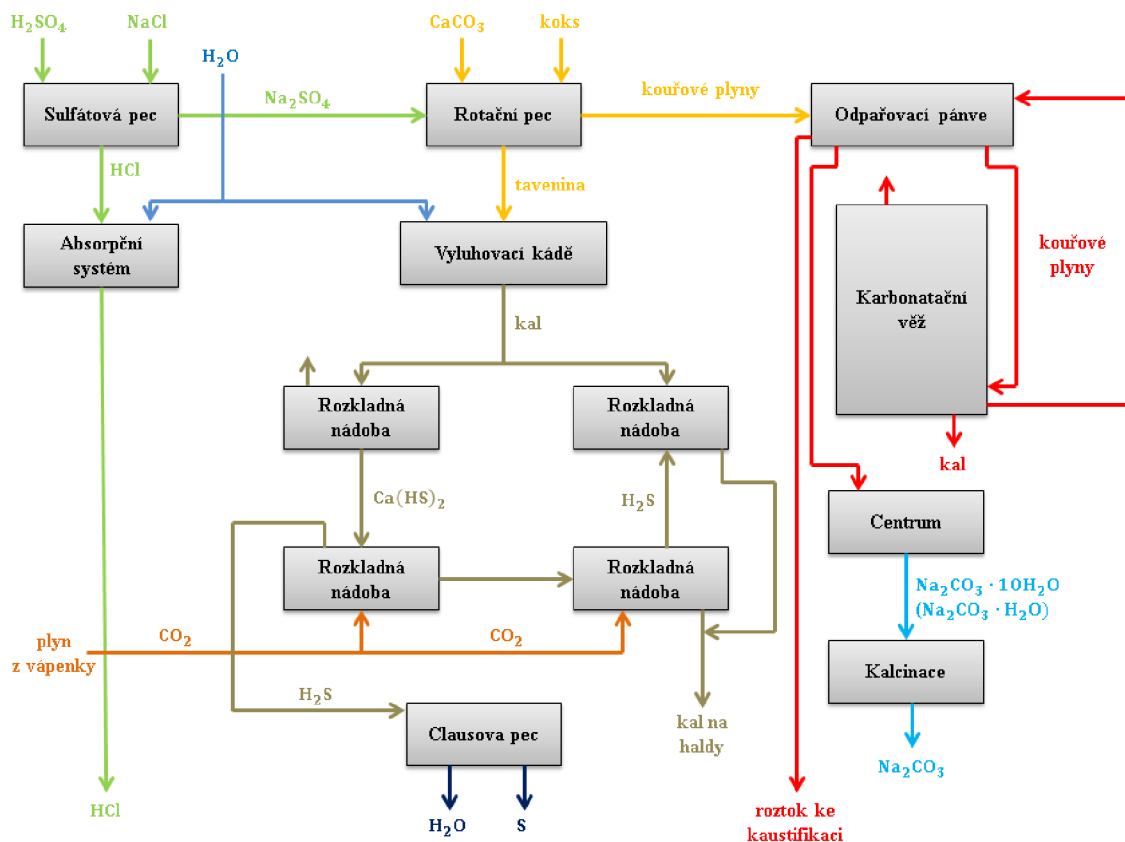 H₂SO₄
NaCl
H₂O
CaCO₃
koks
Sulfátová pec
Na₂SO₄
Rotační pec
kouřové plyny
Odpařovací pánve
HCl
tavenina
Absorpční
systém
Vyluhovací kádě
kouřové
plyny
Karbonatační
věž
kal
Rozkladná
nádoba
Rozkladná
nádoba
kal
Ca(HS)₂
H₂S
Centrum
Rozkladná
nádoba
Rozkladná
nádoba
Na₂CO₃ · 10H₂O
(Na₂CO₃ · H₂O)
plyn
z vápenky
CO₂
CO₂
Kalcinace
H₂S
Clausova pec
kal na
haldy
Na₂CO₃
HCl
H₂O
S
roztok ke
kaustifikaci